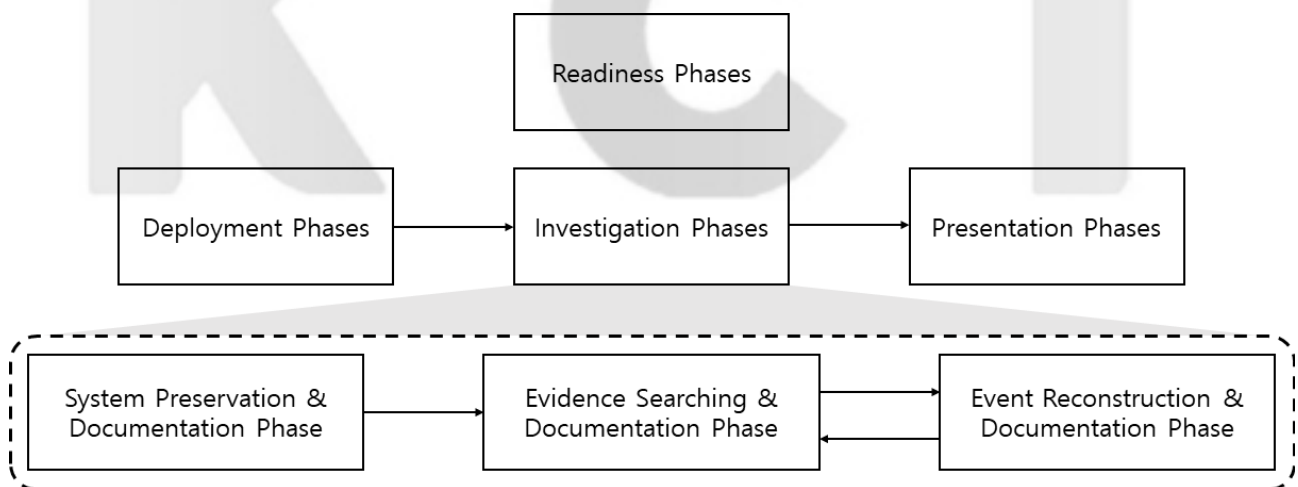 KCI
Readiness Phases
Deployment Phases
Investigation Phases
Presentation Phases
System Preservation &
Documentation Phase
Evidence Searching &
Documentation Phase
Event Reconstruction &
Documentation Phase